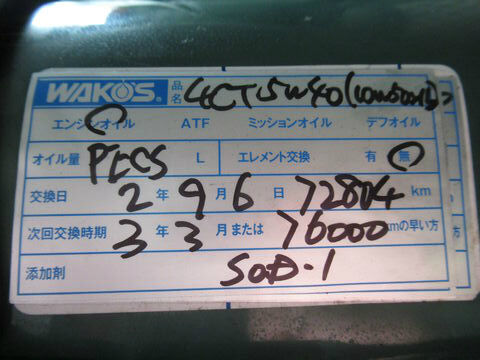 WAKO'S 品名 4CT5W40(10W50
エンジンオイル ATF ミッションオイル デフオイル
オイル量 PECS L エレメント交換 有 無
交換日 2年 9月 6日 72804 km
次回交換時期 3年 3月 または 76000 kmの早い方
添加剤 SOD-1